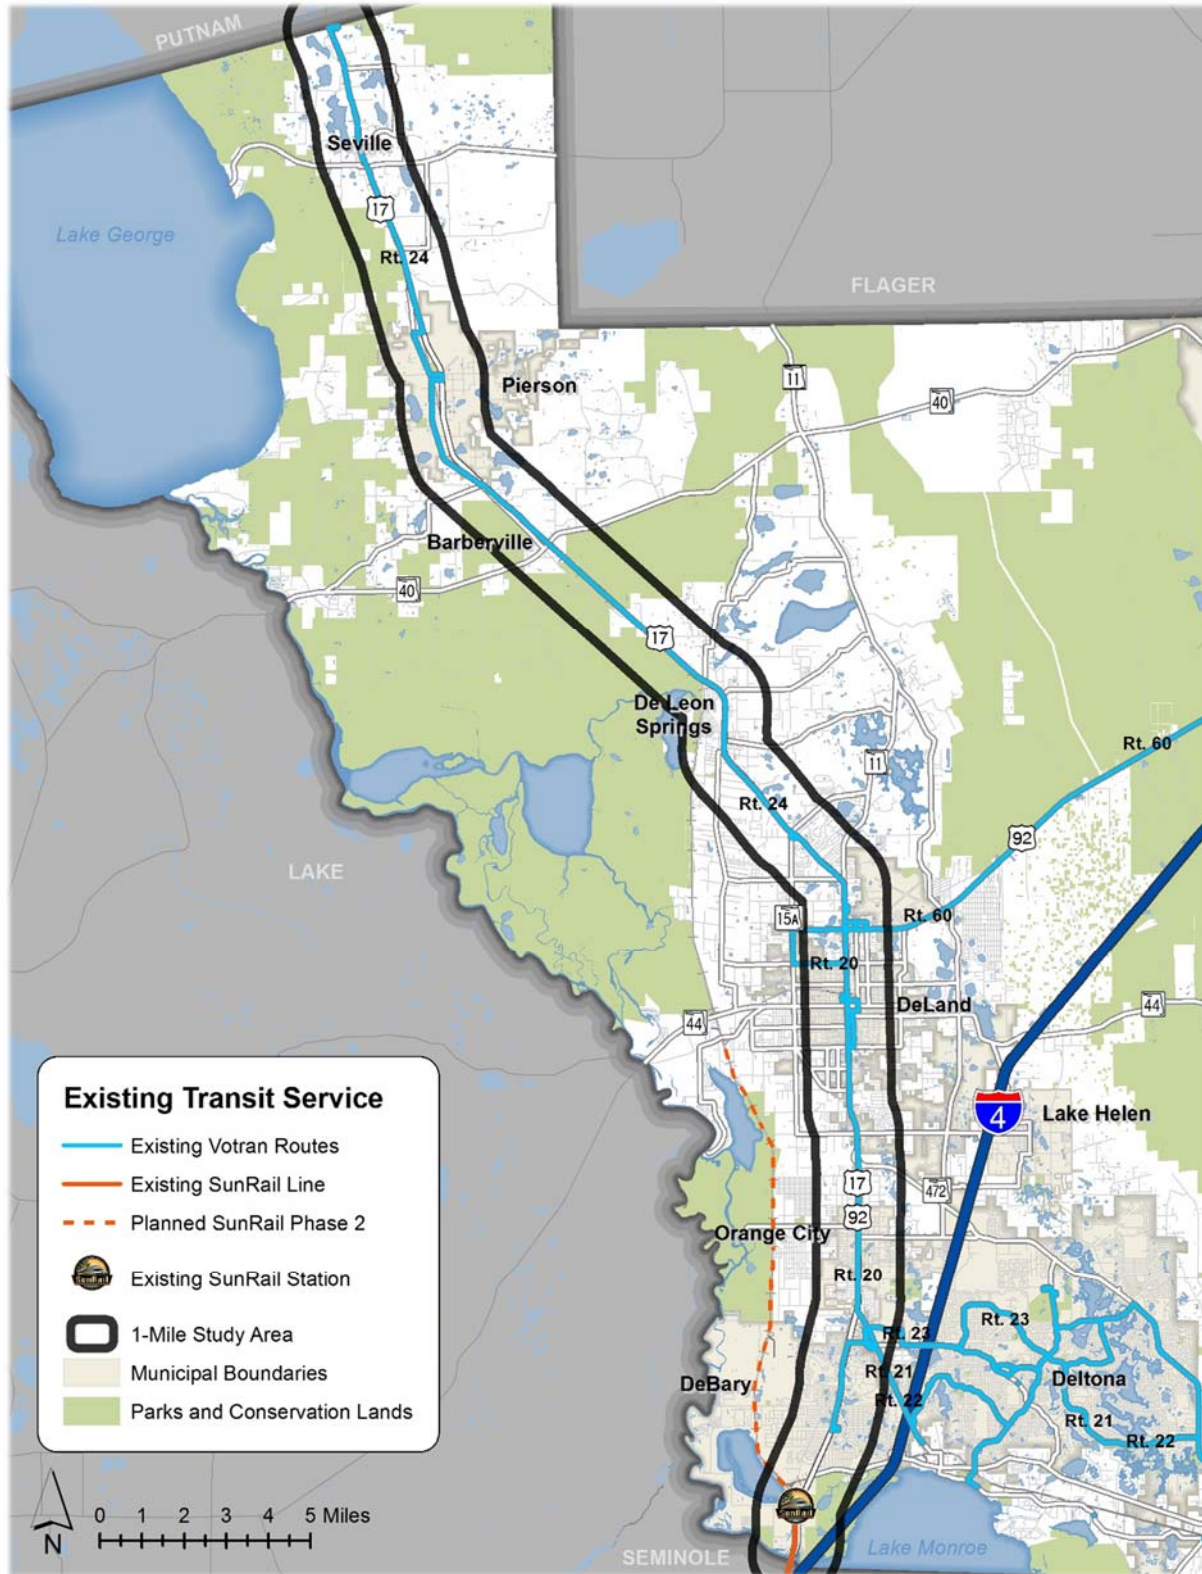 PUTNAM
Seville
17
Lake George
Rt. 24
FLAGER
Pierson
11
40
Barberville
40
17
De Leon
Springs
Rt. 60
11
Rt. 24
92
LAKE
15A
Rt. 60
Rt. 20
DeLand
44
44
4
Lake Helen
17
472
92
Orange City
Rt. 20
Rt. 23
Rt. 23
Rt. 21
Deltona
DeBary
Rt. 22
Rt. 21
Rt. 22
SunRail
Lake Monroe
SEMINOLE
Existing Transit Service
Existing Votran Routes
Existing SunRail Line
Planned SunRail Phase 2
SunRail
Existing SunRail Station
1-Mile Study Area
Municipal Boundaries
Parks and Conservation Lands
N
0 1 2 3 4 5 Miles